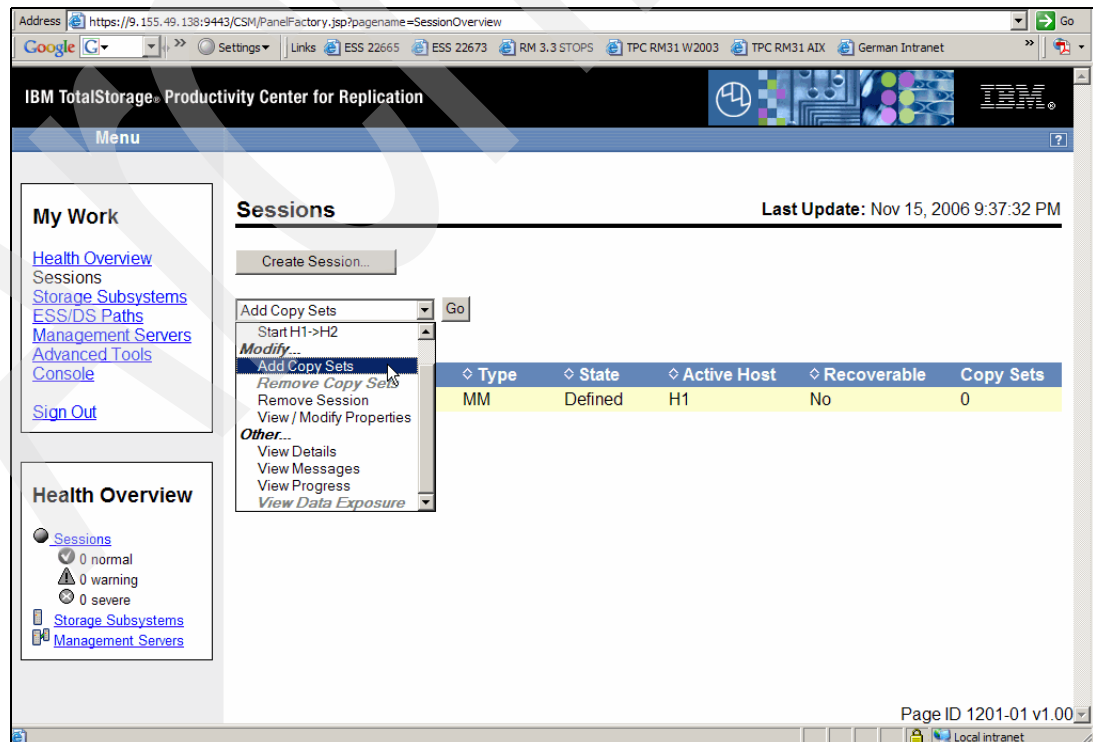 Address https://9.155.49.138:9443/CSM/PanelFactory.jsp?pagename=SessionOverview Go
Google G Settings Links ESS 22665 ESS 22673 RM 3.3 STOPS TPC RM31 W2003 TPC RM31 AIX German Intranet
IBM TotalStorage® Productivity Center for Replication IBM®
Menu ?
My Work
Health Overview
Sessions
Storage Subsystems
ESS/DS Paths
Management Servers
Advanced Tools
Console
Sign Out
Health Overview
Sessions
0 normal
0 warning
0 severe
Storage Subsystems
Management Servers
Sessions Last Update: Nov 15, 2006 9:37:32 PM
Create Session...
Add Copy Sets Go
Start H1->H2
Modify...
Add Copy Sets
Remove Copy Sets
Remove Session
View / Modify Properties
Other...
View Details
View Messages
View Progress
View Data Exposure
Type State Active Host Recoverable Copy Sets
MM Defined H1 No 0
Page ID 1201-01 v1.00
Local intranet